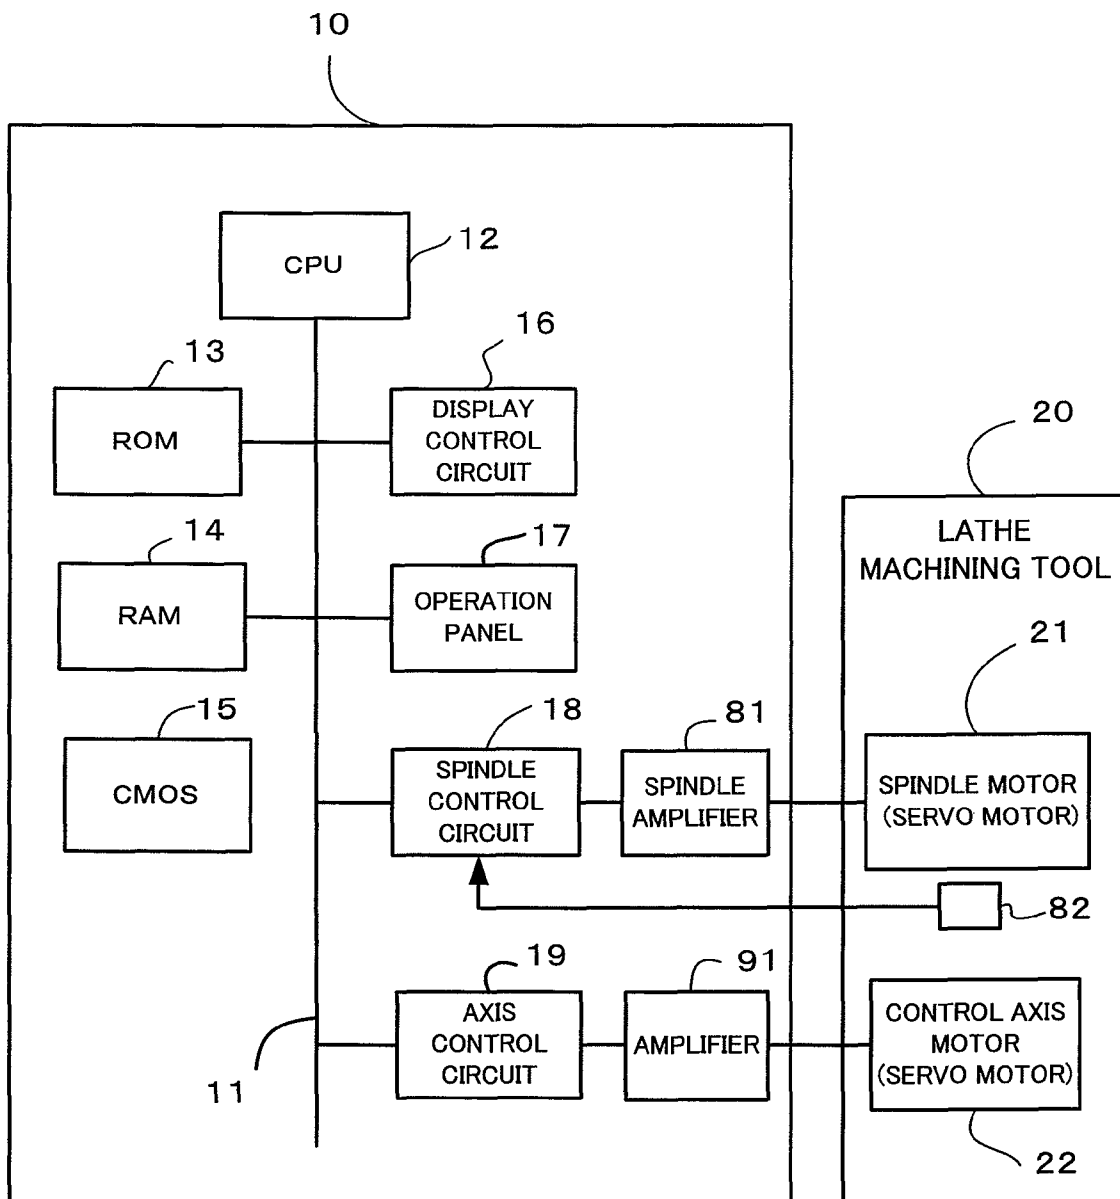 10
CPU
12
13
16
ROM
DISPLAY
CONTROL
CIRCUIT
20
14
17
LATHE
MACHINING TOOL
RAM
OPERATION
PANEL
21
15
18
81
CMOS
SPINDLE
CONTROL
CIRCUIT
SPINDLE
AMPLIFIER
SPINDLE MOTOR
(SERVO MOTOR)
82
19
91
AXIS
CONTROL
CIRCUIT
AMPLIFIER
CONTROL AXIS
MOTOR
(SERVO MOTOR)
11
22